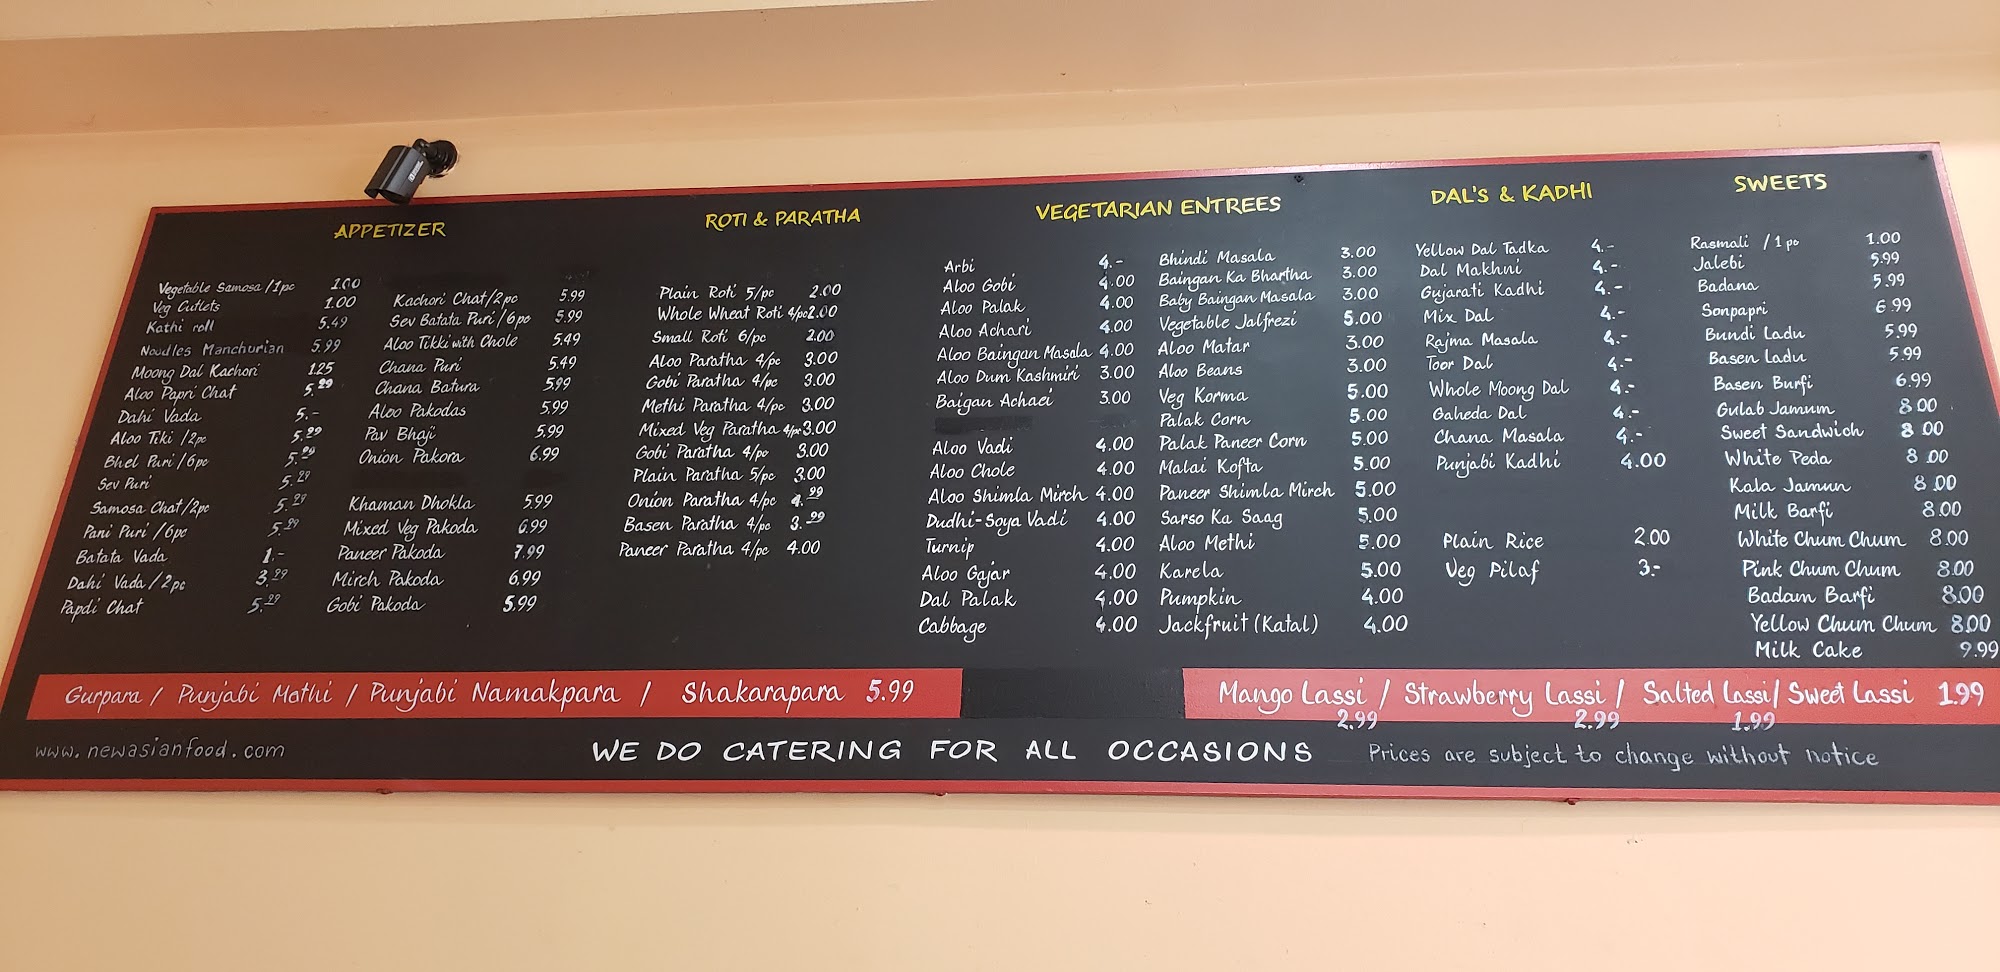 APPETIZER
Vegetable Samosa /1pc 1.00
Veg Cutlets 1.00
Kathi roll 5.49
Noodles Manchurian 5.99
Moong Dal Kachori 1.25
Aloo Papri Chat 5.29
Dahi Vada 5.-
Aloo Tiki /2pc 5.29
Bhel Puri /6pc 5.29
Sev Puri 5.29
Samosa Chat /2pc 5.29
Pani Puri /6pc 5.29
Batata Vada 1.-
Dahi Vada /2pc 3.29
Papdi Chat 5.29
Kachori Chat/2pc 5.99
Sev Batata Puri /6pc 5.99
Aloo Tikki with Chole 5.49
Chana Puri 5.49
Chana Batura 5.99
Aloo Pakodas 5.99
Pav Bhaji 5.99
Onion Pakora 6.99
Khaman Dhokla 5.99
Mixed Veg Pakoda 6.99
Paneer Pakoda 7.99
Mirch Pakoda 6.99
Gobi Pakoda 5.99
ROTI & PARATHA
Plain Roti 5/pc 2.00
Whole Wheat Roti 4/pc 2.00
Small Roti 6/pc 2.00
Aloo Paratha 4/pc 3.00
Gobi Paratha 4/pc 3.00
Methi Paratha 4/pc 3.00
Mixed Veg Paratha 4/pc 3.00
Gobi Paratha 4/pc 3.00
Plain Paratha 5/pc 3.00
Onion Paratha 4/pc 4.99
Basen Paratha 4/pc 3.99
Paneer Paratha 4/pc 4.00
VEGETARIAN ENTREES
Arbi 4.-
Aloo Gobi 4.00
Aloo Palak 4.00
Aloo Achari 4.00
Aloo Baingan Masala 4.00
Aloo Dum Kashmiri 3.00
Baigan Achaei 3.00
Aloo Vadi 4.00
Aloo Chole 4.00
Aloo Shimla Mirch 4.00
Dudhi-Soya Vadi 4.00
Turnip 4.00
Aloo Gajar 4.00
Dal Palak 4.00
Cabbage 4.00
Bhindi Masala 3.00
Baingan Ka Bhartha 3.00
Baby Baingan Masala 3.00
Vegetable Jalfrezi 5.00
Aloo Matar 3.00
Aloo Beans 3.00
Veg Korma 5.00
Palak Corn 5.00
Palak Paneer Corn 5.00
Malai Kofta 5.00
Paneer Shimla Mirch 5.00
Sarso Ka Saag 5.00
Aloo Methi 5.00
Karela 5.00
Pumpkin 4.00
Jackfruit (Katal) 4.00
DAL'S & KADHI
Yellow Dal Tadka 4.-
Dal Makhni 4.-
Gujarati Kadhi 4.-
Mix Dal 4.-
Rajma Masala 4.-
Toor Dal 4.-
Whole Moong Dal 4.-
Gaheda Dal 4.-
Chana Masala 4.-
Punjabi Kadhi 4.00
Plain Rice 2.00
Veg Pilaf 3.-
SWEETS
Rasmali /1 pc 1.00
Jalebi 5.99
Badana 5.99
Sonpapri 6.99
Bundi Ladu 5.99
Basen Ladu 5.99
Basen Burfi 6.99
Gulab Jamum 8.00
Sweet Sandwich 8.00
White Peda 8.00
Kala Jamun 8.00
Milk Barfi 8.00
White Chum Chum 8.00
Pink Chum Chum 8.00
Badam Barfi 8.00
Yellow Chum Chum 8.00
Milk Cake 9.99
Gurpara / Punjabi Mathi / Punjabi Namakpara / Shakarapara 5.99
Mango Lassi / Strawberry Lassi / Salted Lassi / Sweet Lassi 1.99
2.99 2.99 1.99
www.newasianfood.com
WE DO CATERING FOR ALL OCCASIONS
Prices are subject to change without notice